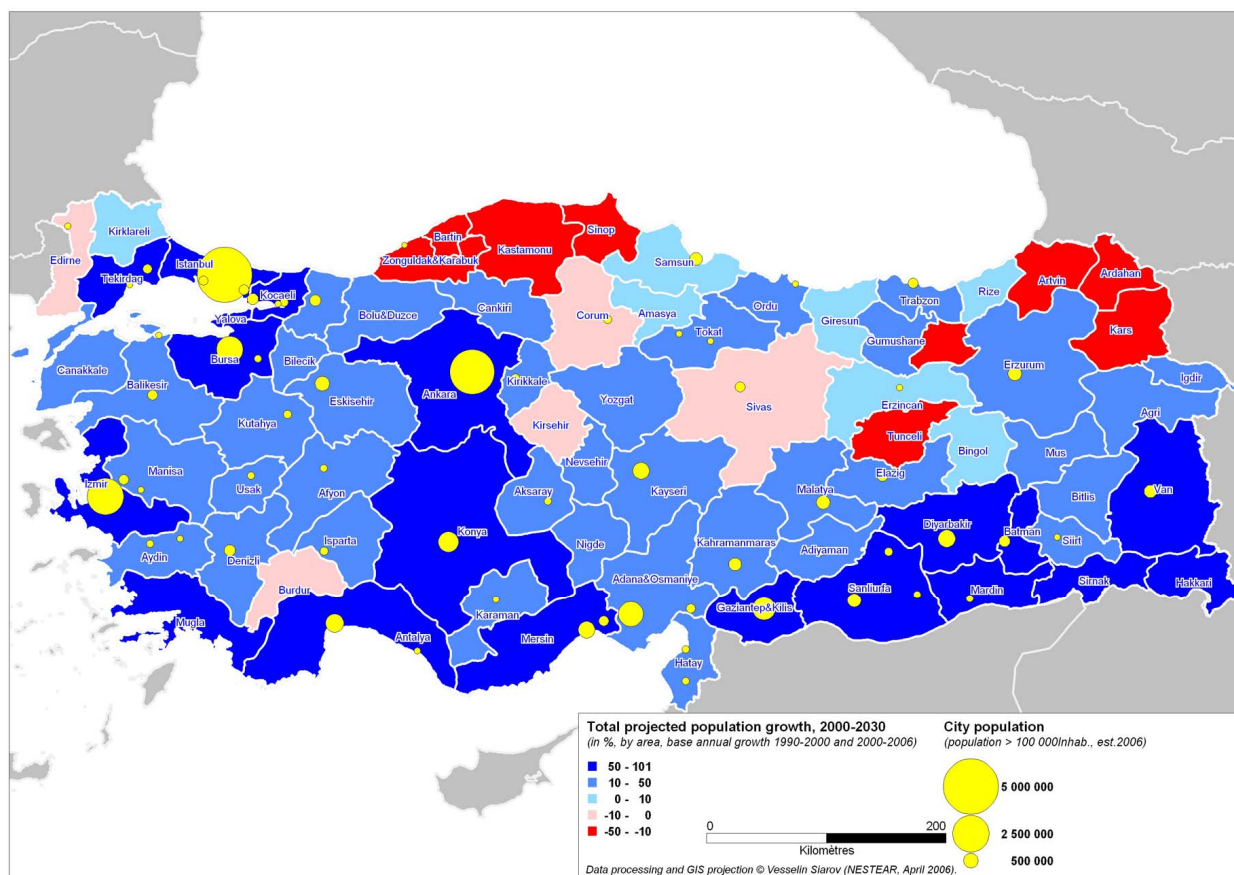 Kirklareli
Edirne
Istanbul
Tekirdag
Kocaeli
Yalova
Bursa
Bilecik
Canakkale
Balikesir
Kutahya
Eskisehir
Bolu&Duzce
Zonguldak&Karabuk
Bartin
Kastamonu
Sinop
Cankiri
Corum
Samsun
Amasya
Tokat
Ordu
Giresun
Trabzon
Gumushane
Rize
Artvin
Ardahan
Kars
Erzurum
Igdir
Agri
Erzincan
Tunceli
Bingol
Mus
Elazig
Bitlis
Van
Ankara
Kirikkale
Yozgat
Sivas
Kirsehir
Nevsehir
Kayseri
Malatya
Manisa
Izmir
Usak
Afyon
Aksaray
Konya
Isparta
Aydin
Denizli
Burdur
Nigde
Kahramanmaras
Adiyaman
Diyarbakir
Batman
Siirt
Sirnak
Hakkari
Mardin
Sanliurfa
Gaziantep&Kilis
Adana&Osmaniye
Karaman
Mersin
Antalya
Mugla
Hatay
Total projected population growth, 2000-2030
(in %, by area, base annual growth 1990-2000 and 2000-2006)
50 - 101
10 - 50
0 - 10
-10 - 0
-50 - -10
City population
(population > 100 000Inhab., est.2006)
5 000 000
2 500 000
500 000
0 200
Kilomètres
Data processing and GIS projection © Vesselin Siarov (NESTEAR, April 2006).